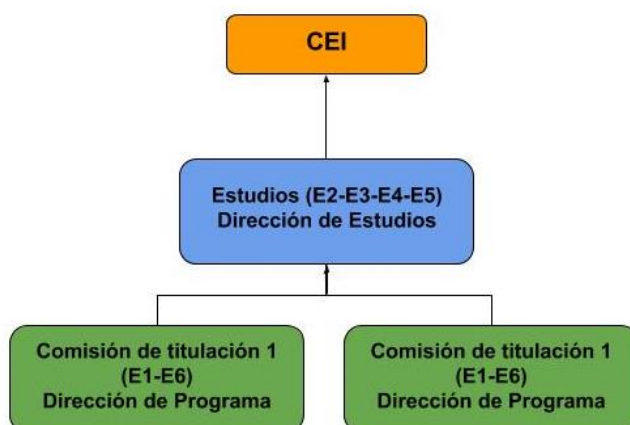 CEI
Estudios (E2-E3-E4-E5)
Dirección de Estudios
Comisión de titulación 1
(E1-E6)
Dirección de Programa
Comisión de titulación 1
(E1-E6)
Dirección de Programa